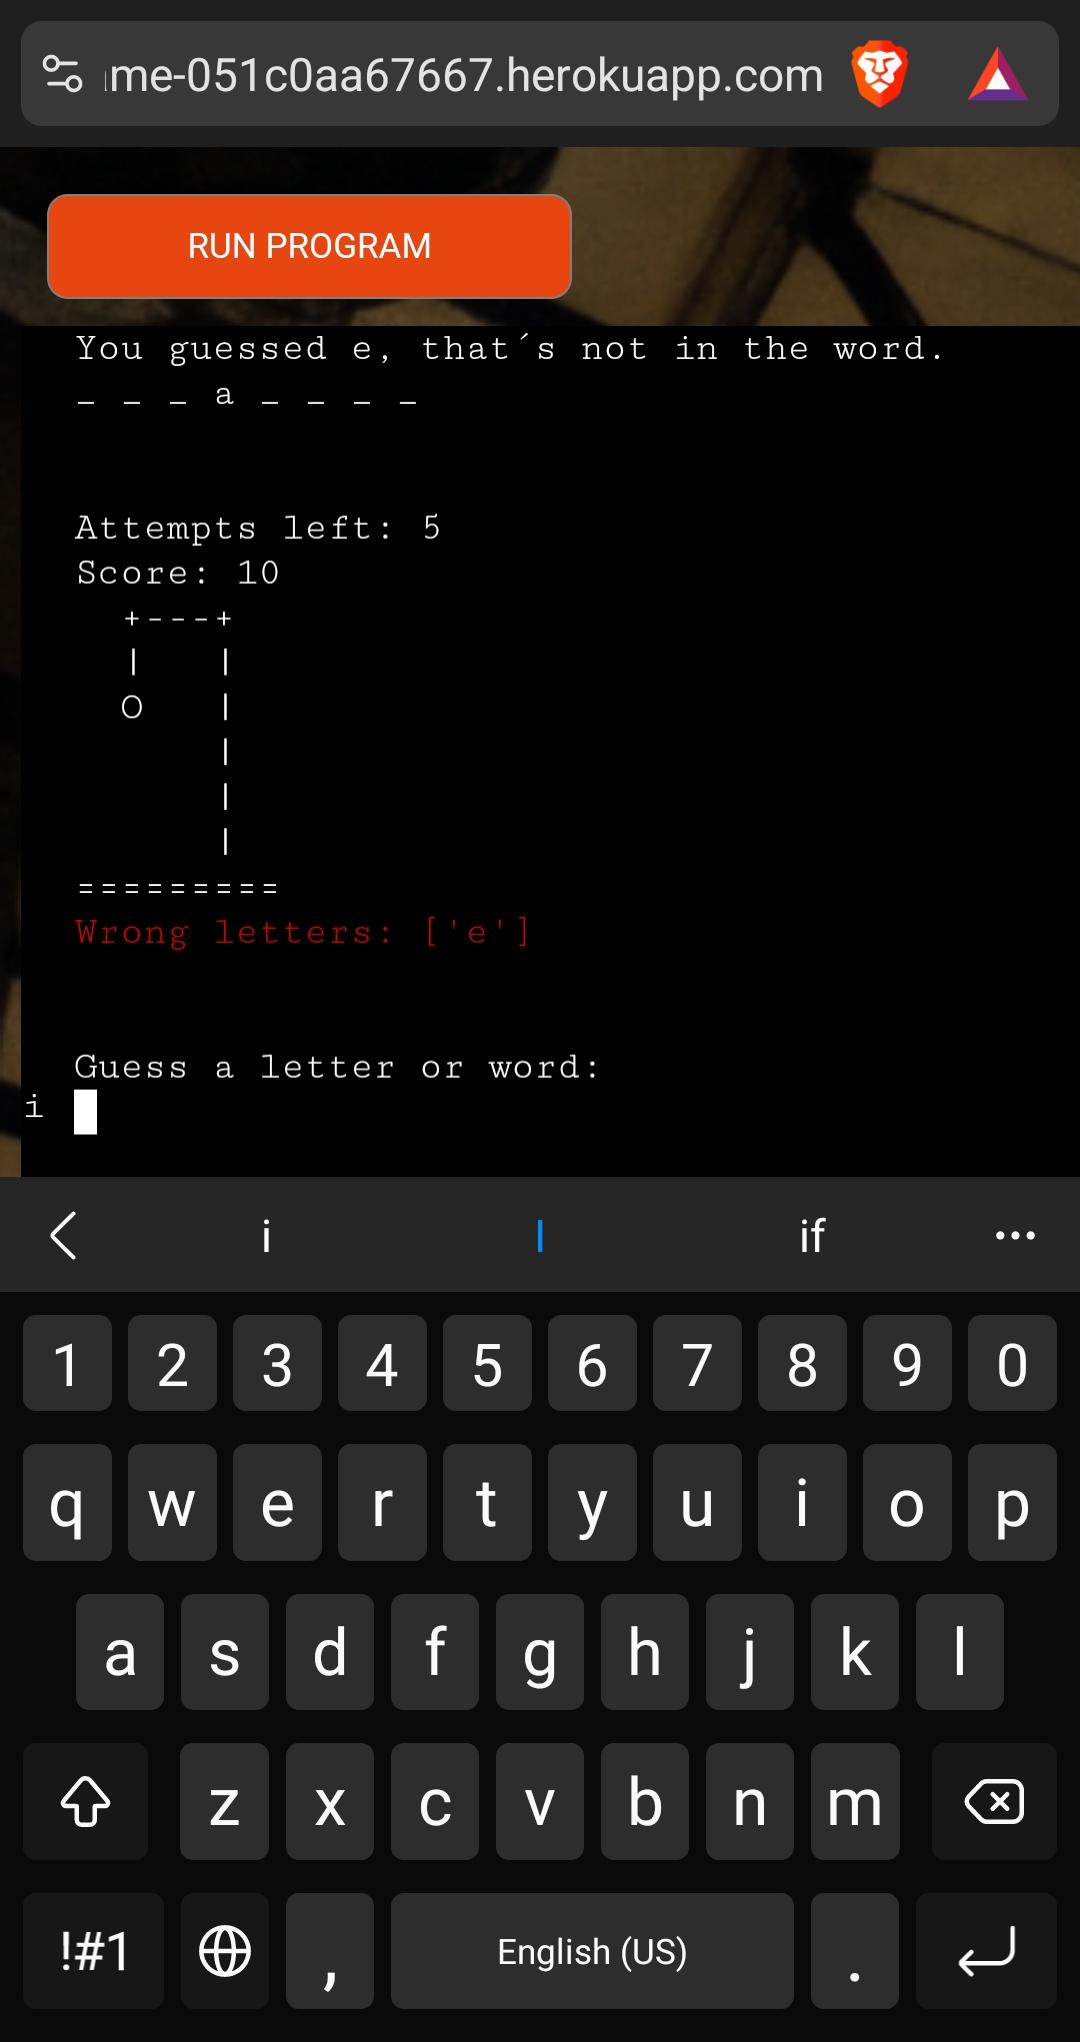 me-051c0aa67667.herokuapp.com
RUN PROGRAM
You guessed e, that´s not in the word.
_ _ _ a _ _ _ _
Attempts left: 5
Score: 10
+---+
|   |
O   |
|
|
|
=========
Wrong letters: ['e']
Guess a letter or word:
i
i I if ...
1 2 3 4 5 6 7 8 9 0
q w e r t y u i o p
a s d f g h j k l
z x c v b n m
!#1 , English (US) .